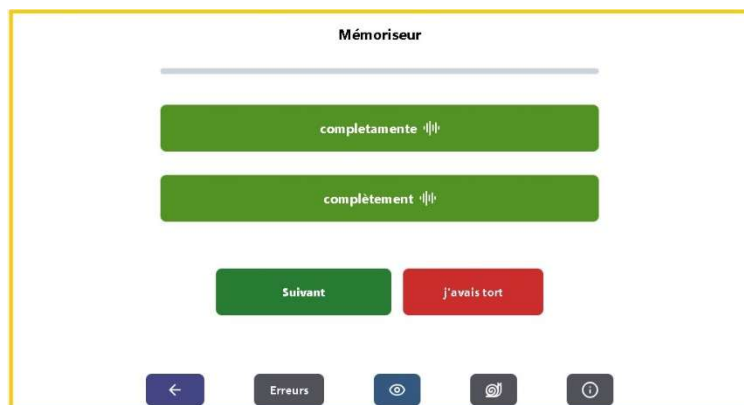 Mémoriseur
completamente
complètement
Suivant j'avais tort
Erreurs